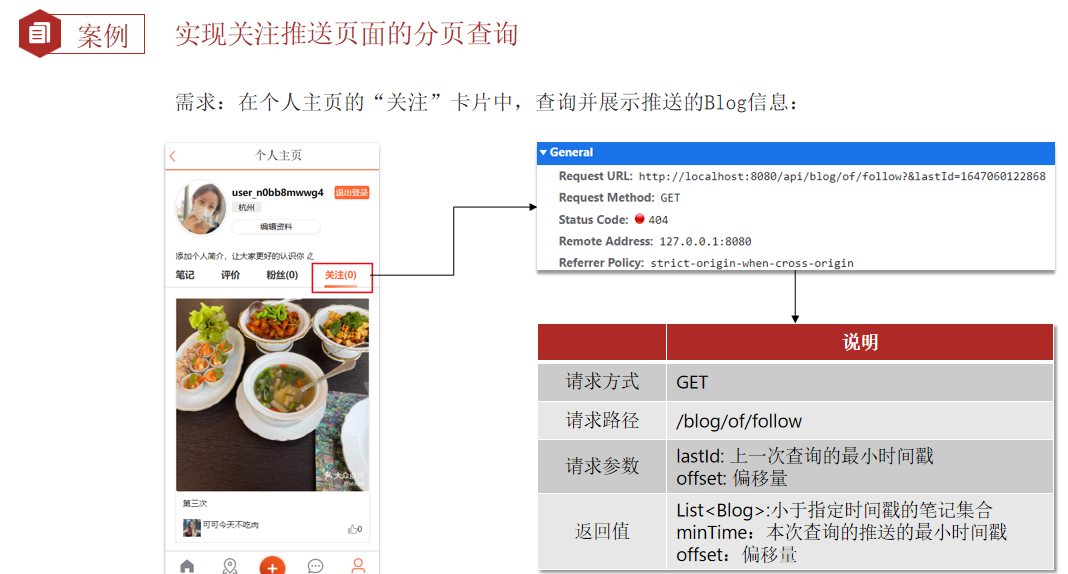 案例
实现关注推送页面的分页查询
需求：在个人主页的“关注”卡片中，查询并展示推送的Blog信息：
个人主页
user_n0bb8mwwg4
退出登录
杭州
编辑资料
添加个人简介，让大家更好的认识你
笔记 评价 粉丝(0) 关注(0)
第三次
可可今天不吃肉
0
General
Request URL: http://localhost:8080/api/blog/of/follow?&lastId=1647060122868
Request Method: GET
Status Code: 404
Remote Address: 127.0.0.1:8080
Referrer Policy: strict-origin-when-cross-origin
说明
请求方式 GET
请求路径 /blog/of/follow
请求参数 lastId: 上一次查询的最小时间戳
offset: 偏移量
返回值 List<Blog>:小于指定时间戳的笔记集合
minTime：本次查询的推送的最小时间戳
offset：偏移量